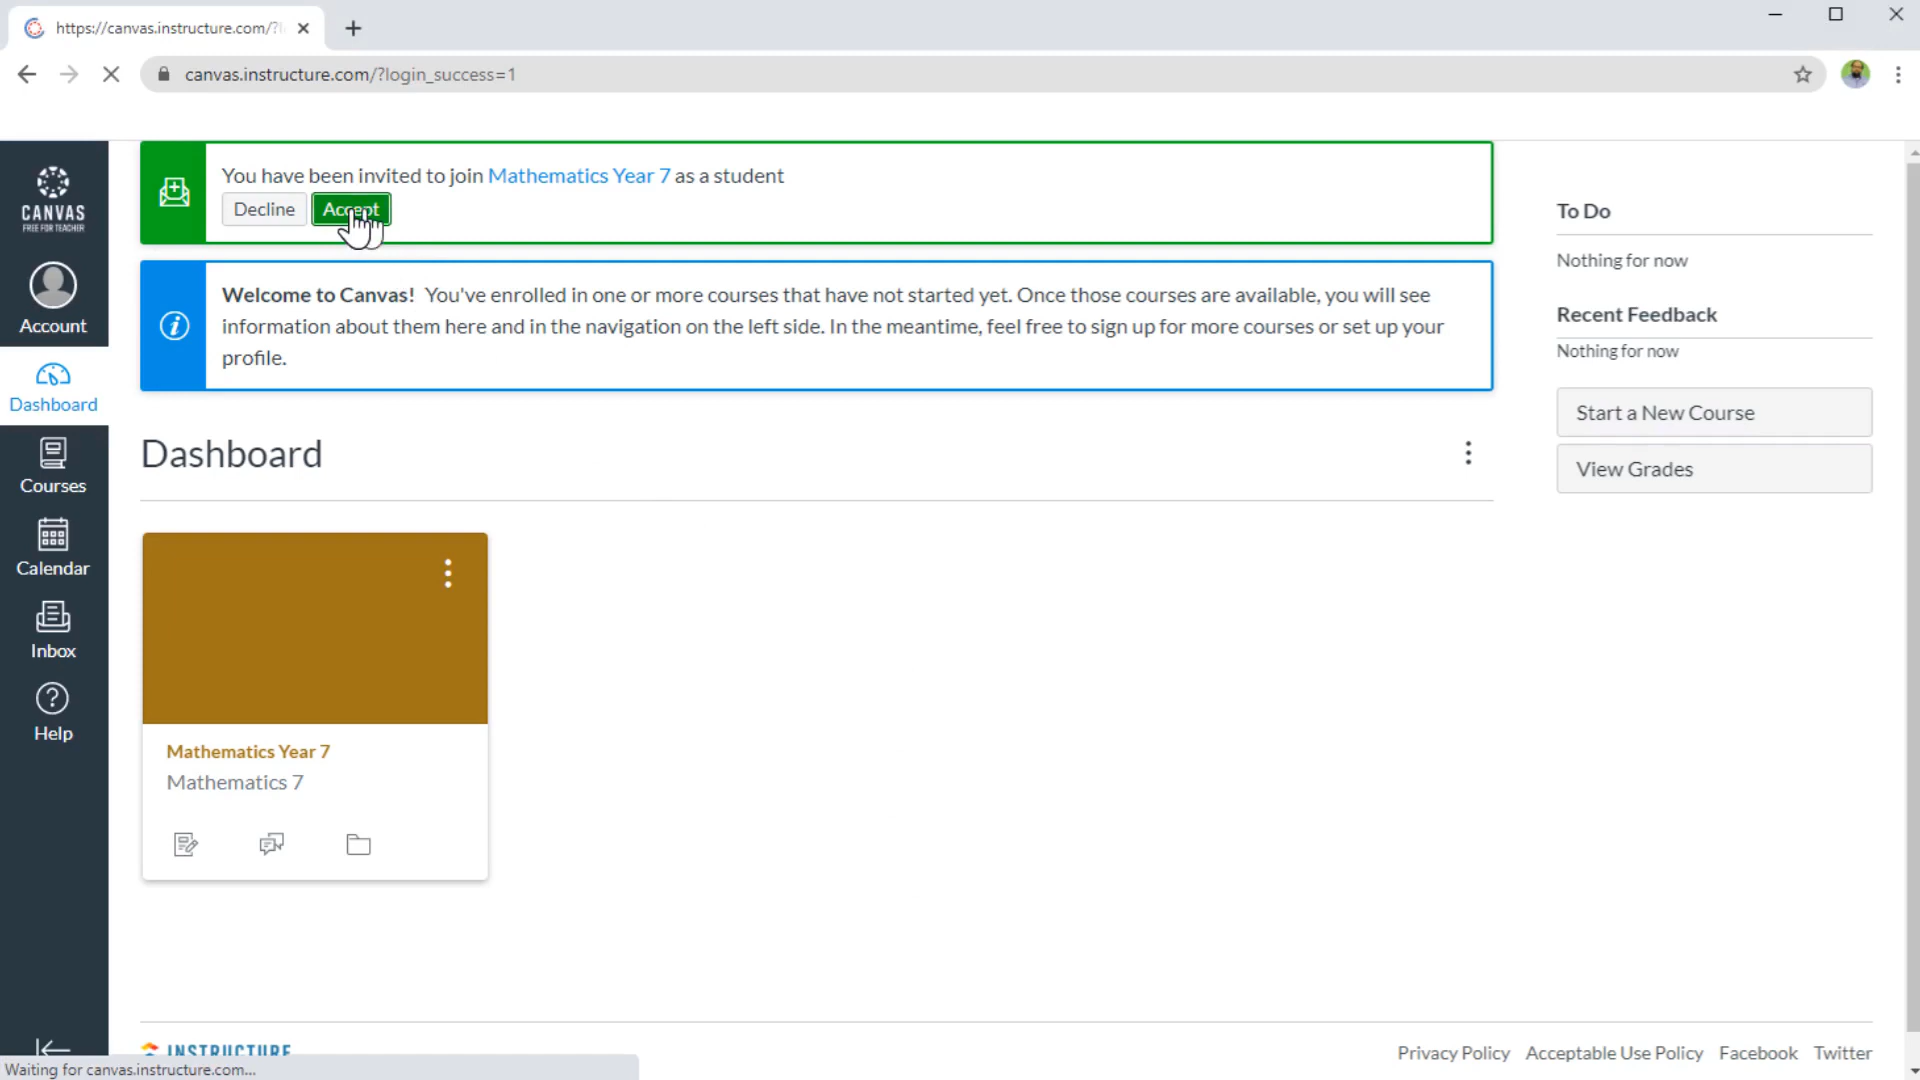 https://canvas.instructure.com/?l
canvas.instructure.com/?login_success=1
CANVAS
FREE FOR TEACHER
Account
Dashboard
Courses
Calendar
Inbox
Help
You have been invited to join Mathematics Year 7 as a student
Decline
Accept
Welcome to Canvas! You've enrolled in one or more courses that have not started yet. Once those courses are available, you will see
information about them here and in the navigation on the left side. In the meantime, feel free to sign up for more courses or set up your
profile.
Dashboard
Mathematics Year 7
Mathematics 7
To Do
Nothing for now
Recent Feedback
Nothing for now
Start a New Course
View Grades
INSTRUCTURE
Privacy Policy
Acceptable Use Policy
Facebook
Twitter
Waiting for canvas.instructure.com...